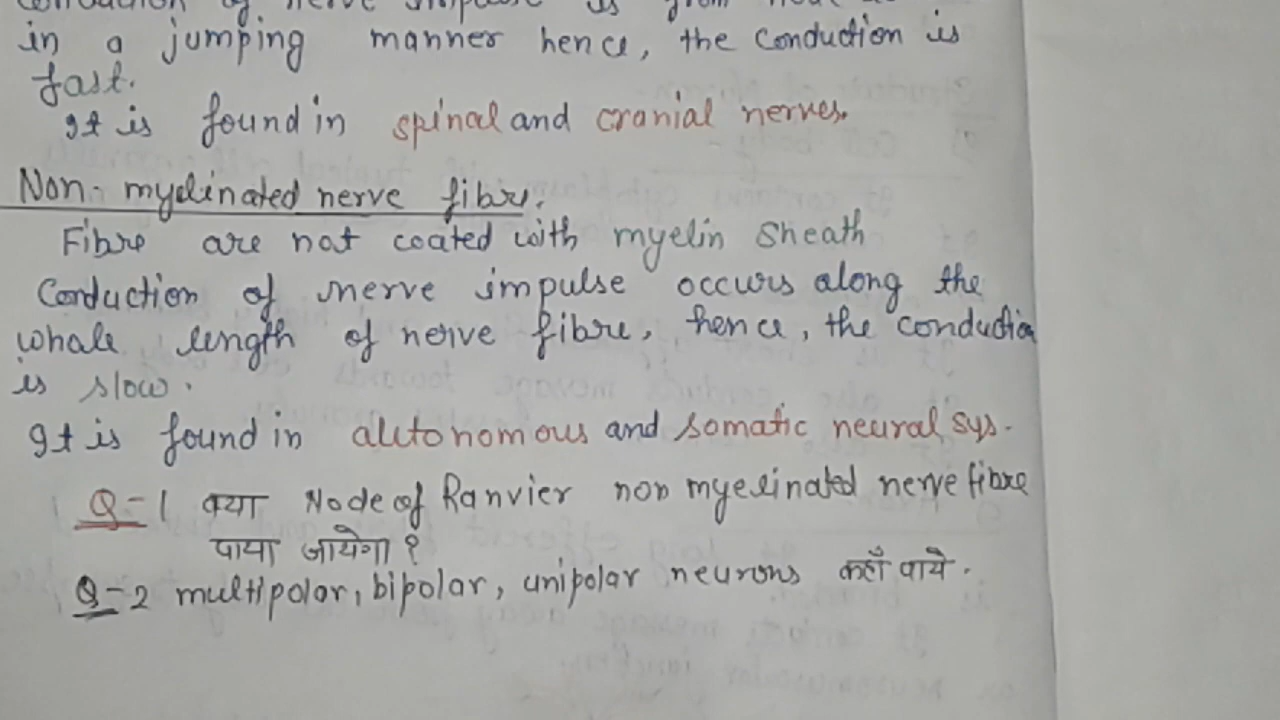 in a jumping manner hence, the conduction is
fast.
It is found in spinal and cranial nerves.
Non-myelinated nerve fibre.
Fibre are not coated with myelin sheath
Conduction of nerve impulse occurs along the
whale length of nerve fibre, hence, the conduction
is slow.
It is found in autonomous and somatic neural sys.
Q-1 क्या Node of Ranvier non myelinated nerve fibre
पाया जायेगा ?
Q-2 multipolar, bipolar, unipolar neurons कहाँ पाये.